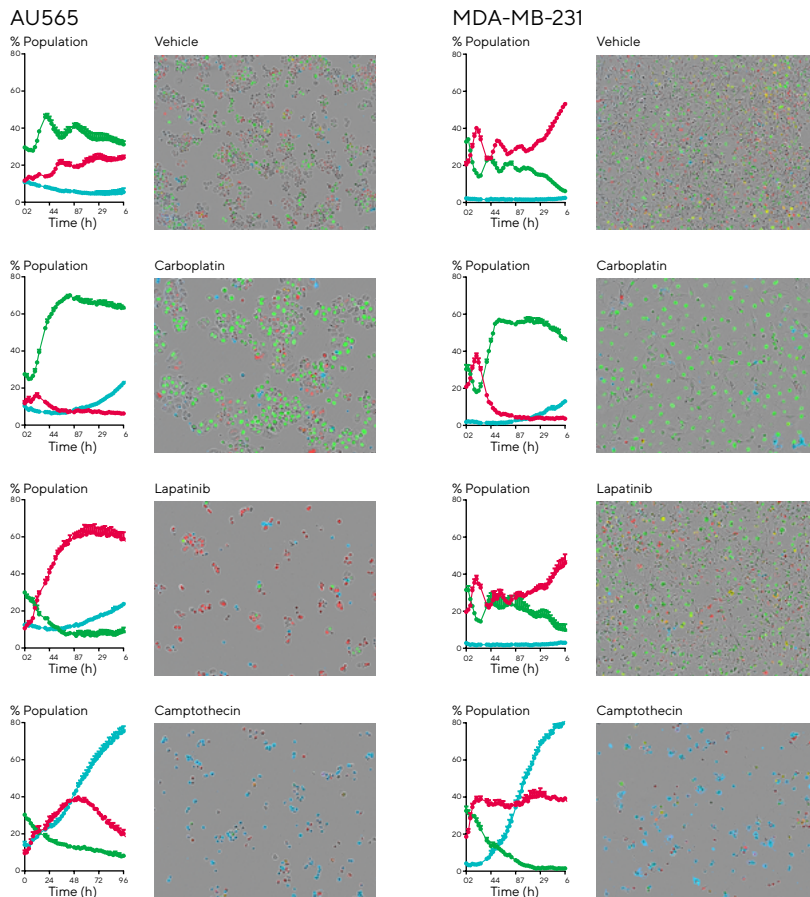 AU565
MDA-MB-231
% Population
Vehicle
80
60
40
20
0
02 44 87 29 6
Time (h)
% Population
Vehicle
80
60
40
20
0
02 44 87 29 6
Time (h)
% Population
Carboplatin
80
60
40
20
0
02 44 87 29 6
Time (h)
% Population
Carboplatin
80
60
40
20
0
02 44 87 29 6
Time (h)
% Population
Lapatinib
80
60
40
20
0
02 44 87 29 6
Time (h)
% Population
Lapatinib
80
60
40
20
0
02 44 87 29 6
Time (h)
% Population
Camptothecin
80
60
40
20
0
0 24 48 72 96
Time (h)
% Population
Camptothecin
80
60
40
20
0
02 44 87 29 6
Time (h)